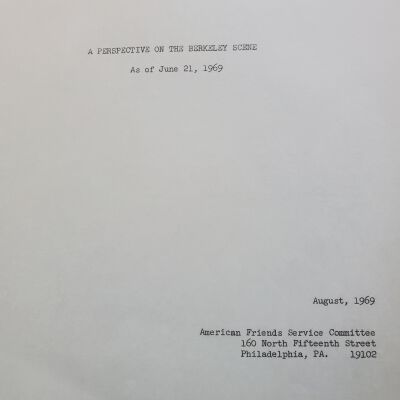 A PERSPECTIVE ON THE BERKELEY SCENE
As of June 21, 1969
August, 1969
American Friends Service Committee
160 North Fifteenth Street
Philadelphia, PA. 19102